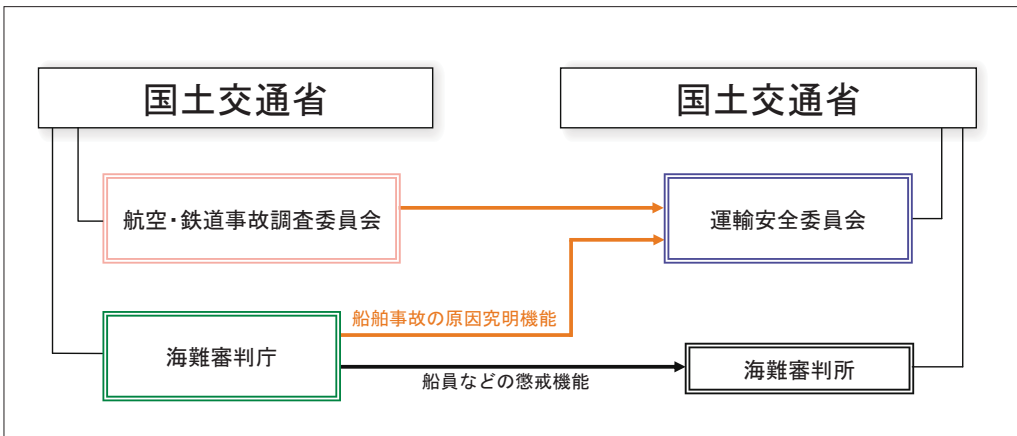 国土交通省
国土交通省
航空・鉄道事故調査委員会
運輸安全委員会
船舶事故の原因究明機能
海難審判庁
船員などの懲戒機能
海難審判所